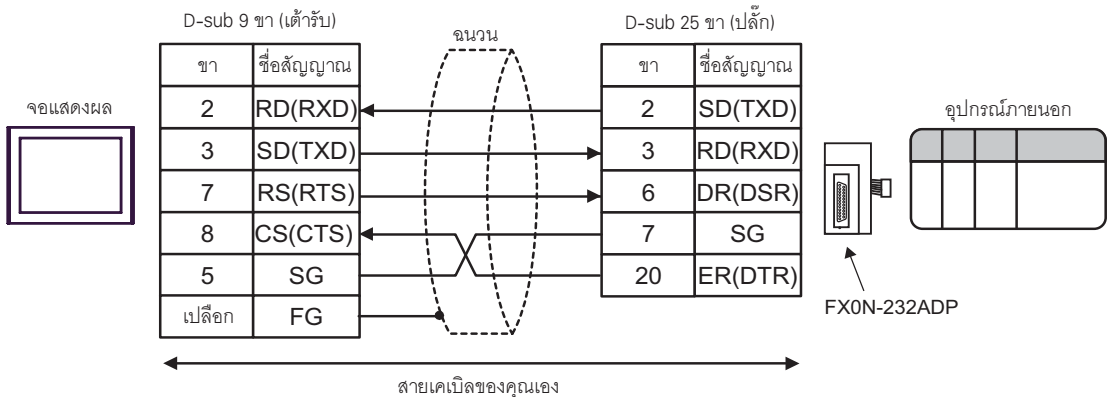 D-sub 9 ขา (เต้ารับ)
ฉนวน
D-sub 25 ขา (ปลั๊ก)
ขา ชื่อสัญญาณ ขา ชื่อสัญญาณ
จอแสดงผล
อุปกรณ์ภายนอก
2 RD(RXD) 2 SD(TXD)
3 SD(TXD) 3 RD(RXD)
7 RS(RTS) 6 DR(DSR)
8 CS(CTS) 7 SG
5 SG 20 ER(DTR)
เปลือก FG
FX0N-232ADP
สายเคเบิลของคุณเอง